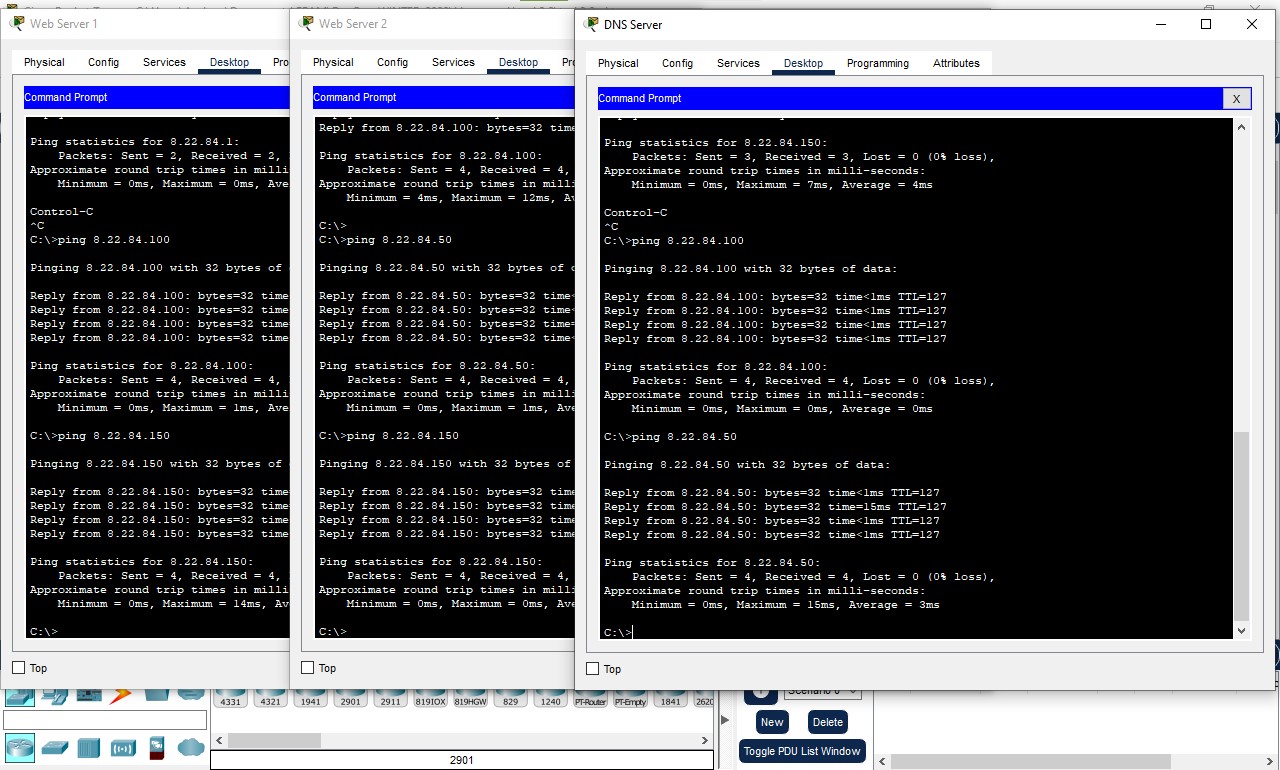 Web Server 1
Physical Config Services Desktop
Command Prompt
Ping statistics for 8.22.84.1:
Packets: Sent = 2, Received = 2,
Approximate round trip times in milli
Minimum = 0ms, Maximum = 0ms, Ave
Control-C
^C
C:\>ping 8.22.84.100
Pinging 8.22.84.100 with 32 bytes of
Reply from 8.22.84.100: bytes=32 time
Reply from 8.22.84.100: bytes=32 time
Reply from 8.22.84.100: bytes=32 time
Reply from 8.22.84.100: bytes=32 time
Ping statistics for 8.22.84.100:
Packets: Sent = 4, Received = 4,
Approximate round trip times in milli
Minimum = 0ms, Maximum = 1ms, Ave
C:\>ping 8.22.84.150
Pinging 8.22.84.150 with 32 bytes of
Reply from 8.22.84.150: bytes=32 time
Reply from 8.22.84.150: bytes=32 time
Reply from 8.22.84.150: bytes=32 time
Reply from 8.22.84.150: bytes=32 time
Ping statistics for 8.22.84.150:
Packets: Sent = 4, Received = 4,
Approximate round trip times in milli
Minimum = 0ms, Maximum = 14ms, Av
C:\>
Top
Web Server 2
Physical Config Services Desktop
Command Prompt
Reply from 8.22.84.100: bytes=32 time
Ping statistics for 8.22.84.100:
Packets: Sent = 4, Received = 4,
Approximate round trip times in milli
Minimum = 4ms, Maximum = 12ms, A
C:\>
C:\>ping 8.22.84.50
Pinging 8.22.84.50 with 32 bytes of
Reply from 8.22.84.50: bytes=32 time<
Reply from 8.22.84.50: bytes=32 time=
Reply from 8.22.84.50: bytes=32 time=
Reply from 8.22.84.50: bytes=32 time<
Ping statistics for 8.22.84.50:
Packets: Sent = 4, Received = 4,
Approximate round trip times in milli
Minimum = 0ms, Maximum = 1ms, Ave
C:\>ping 8.22.84.150
Pinging 8.22.84.150 with 32 bytes of
Reply from 8.22.84.150: bytes=32 time
Reply from 8.22.84.150: bytes=32 time
Reply from 8.22.84.150: bytes=32 time
Reply from 8.22.84.150: bytes=32 time
Ping statistics for 8.22.84.150:
Packets: Sent = 4, Received = 4,
Approximate round trip times in milli
Minimum = 0ms, Maximum = 0ms, Ave
C:\>
Top
DNS Server
Physical Config Services Desktop Programming Attributes
Command Prompt X
Ping statistics for 8.22.84.150:
Packets: Sent = 3, Received = 3, Lost = 0 (0% loss),
Approximate round trip times in milli-seconds:
Minimum = 0ms, Maximum = 7ms, Average = 4ms
Control-C
^C
C:\>ping 8.22.84.100
Pinging 8.22.84.100 with 32 bytes of data:
Reply from 8.22.84.100: bytes=32 time<1ms TTL=127
Reply from 8.22.84.100: bytes=32 time<1ms TTL=127
Reply from 8.22.84.100: bytes=32 time<1ms TTL=127
Reply from 8.22.84.100: bytes=32 time<1ms TTL=127
Ping statistics for 8.22.84.100:
Packets: Sent = 4, Received = 4, Lost = 0 (0% loss),
Approximate round trip times in milli-seconds:
Minimum = 0ms, Maximum = 0ms, Average = 0ms
C:\>ping 8.22.84.50
Pinging 8.22.84.50 with 32 bytes of data:
Reply from 8.22.84.50: bytes=32 time<1ms TTL=127
Reply from 8.22.84.50: bytes=32 time=15ms TTL=127
Reply from 8.22.84.50: bytes=32 time<1ms TTL=127
Reply from 8.22.84.50: bytes=32 time<1ms TTL=127
Ping statistics for 8.22.84.50:
Packets: Sent = 4, Received = 4, Lost = 0 (0% loss),
Approximate round trip times in milli-seconds:
Minimum = 0ms, Maximum = 15ms, Average = 3ms
C:\>
Top
4331 4321 1941 2901 2911 819IOX 819HGW 829 1240 PT-Router PT-Empty 1841 2620
2901
New Delete
Toggle PDU List Window